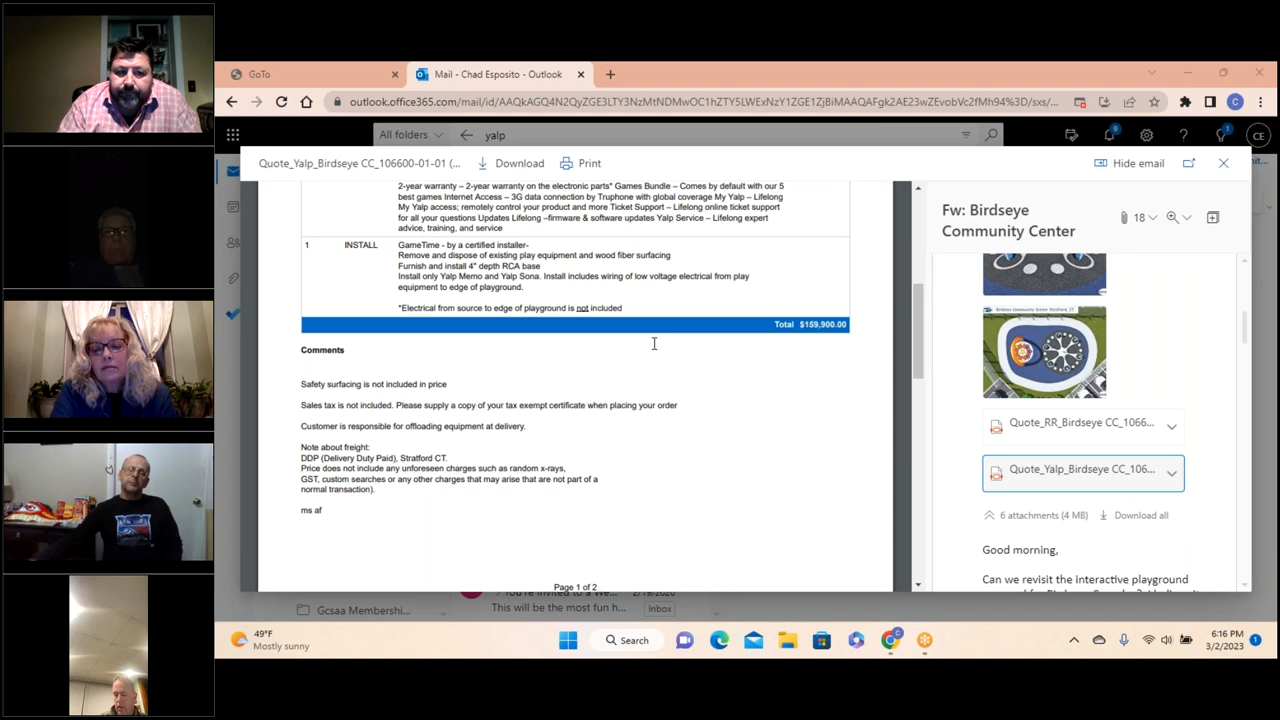 GoTo
Mail - Chad Esposito - Outlook
outlook.office365.com/mail/id/AAQkAGQ4N2QyZGE3LTY3NzMtNDMwOC1hZTY5LWExNzY1ZGE1ZjBiMAAQAFgk2AE23wZEvobVc2fMh94%3D/sxs/...
C
All folders
yalp
9
1
CE
Quote_Yalp_Birdseye CC_106600-01-01 (...
Download
Print
Hide email
2-year warranty – 2-year warranty on the electronic parts* Games Bundle – Comes by default with our 5
best games Internet Access – 3G data connection by Truphone with global coverage My Yalp – Lifelong
My Yalp access; remotely control your product and more Ticket Support – Lifelong online ticket support
for all your questions Updates Lifelong –firmware & software updates Yalp Service – Lifelong expert
advice, training, and service
1 INSTALL GameTime - by a certified installer-
Remove and dispose of existing play equipment and wood fiber surfacing
Furnish and install 4" depth RCA base
Install only Yalp Memo and Yalp Sona. Install includes wiring of low voltage electrical from play
equipment to edge of playground.
*Electrical from source to edge of playground is not included
Total $159,900.00
Comments
Safety surfacing is not included in price
Sales tax is not included. Please supply a copy of your tax exempt certificate when placing your order
Customer is responsible for offloading equipment at delivery.
Note about freight:
DDP (Delivery Duty Paid), Stratford CT.
Price does not include any unforeseen charges such as random x-rays,
GST, custom searches or any other charges that may arise that are not part of a
normal transaction).
ms af
Page 1 of 2
Fw: Birdseye
Community Center
18
Quote_RR_Birdseye CC_1066...
Quote_Yalp_Birdseye CC_106...
6 attachments (4 MB)
Download all
Good morning,
Can we revisit the interactive playground
Gcsaa Membershi...
This will be the most fun h...
Inbox
49°F
Mostly sunny
Search
6:16 PM
3/2/2023